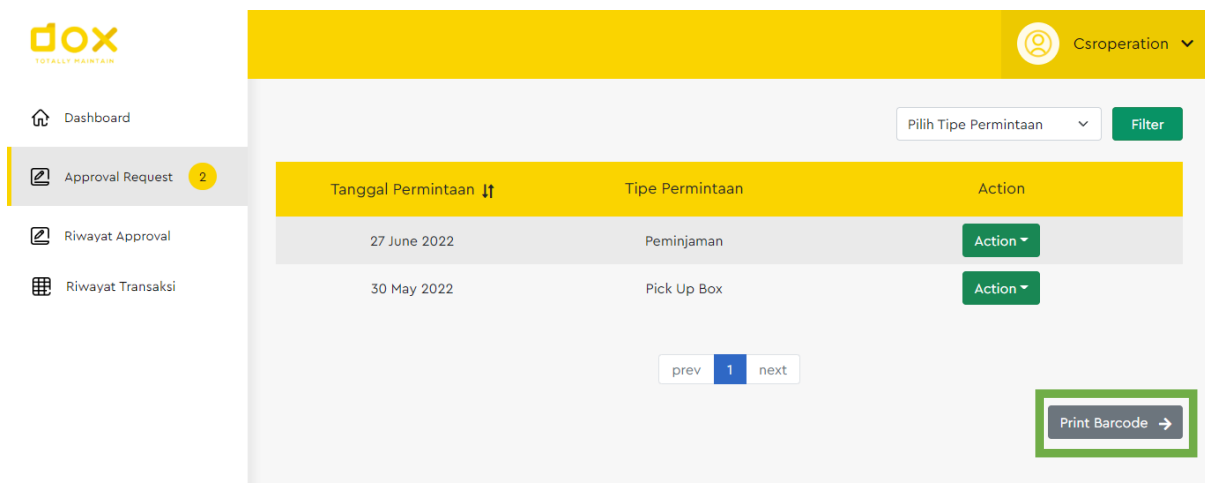 dox
TOTALLY MAINTAIN
Csroperation
Dashboard
Pilih Tipe Permintaan
Filter
Approval Request 2
Tanggal Permintaan Tipe Permintaan Action
Riwayat Approval
27 June 2022 Peminjaman Action
Riwayat Transaksi
30 May 2022 Pick Up Box Action
prev 1 next
Print Barcode